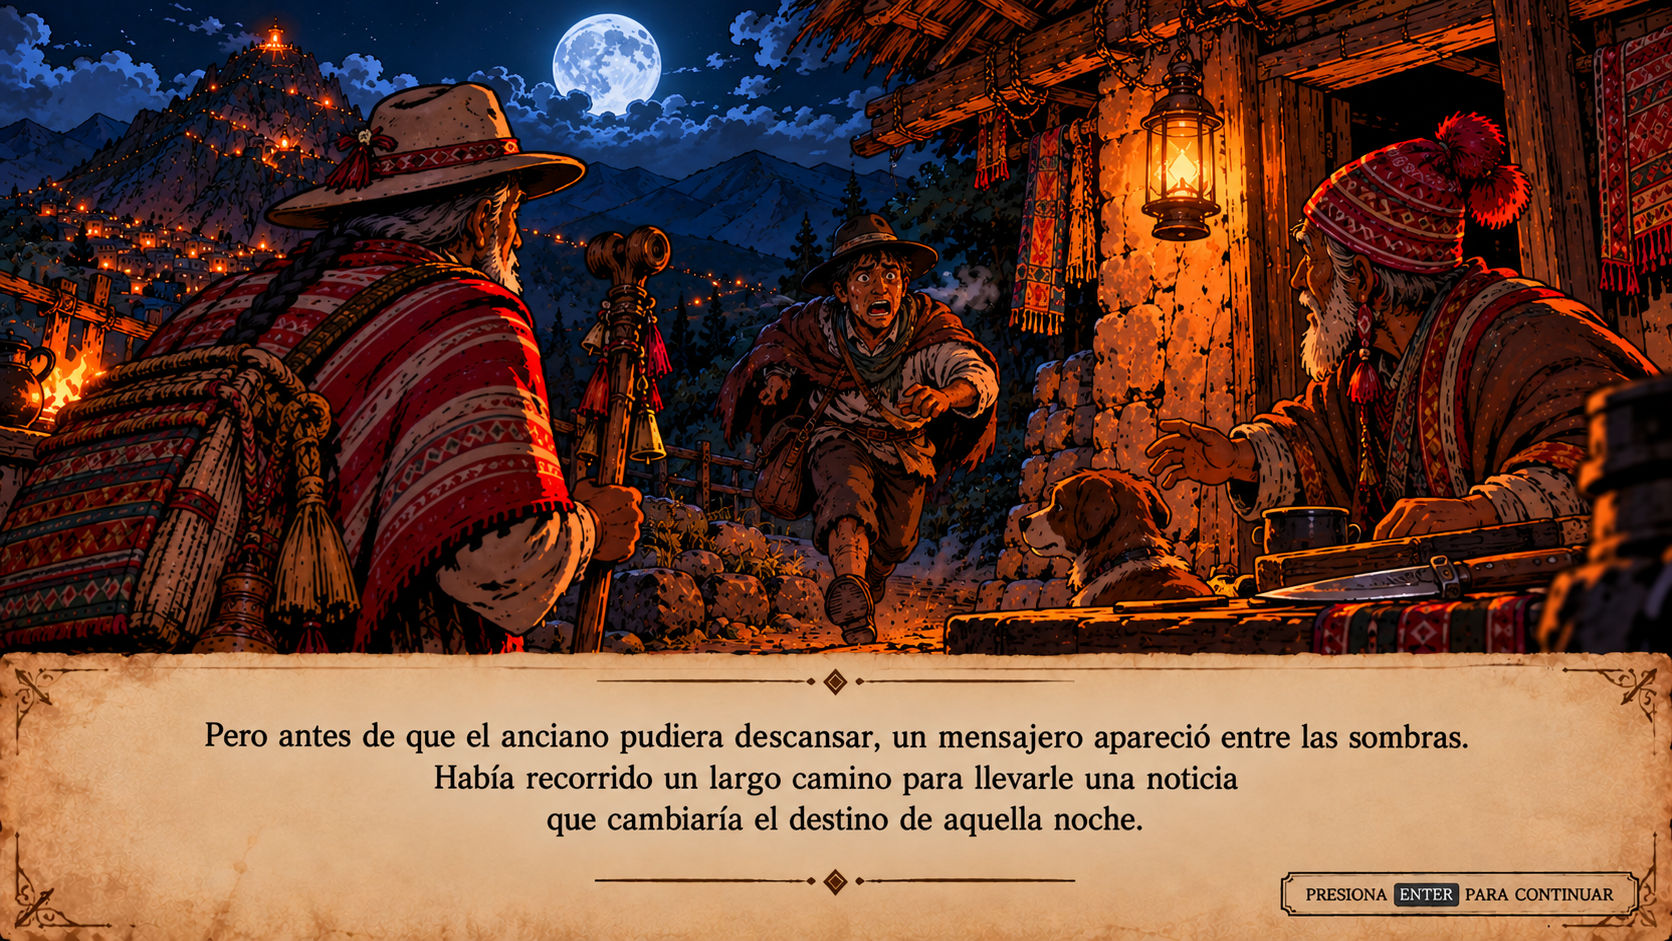 Pero antes de que el anciano pudiera descansar, un mensajero apareció entre las sombras.
Había recorrido un largo camino para llevarle una noticia
que cambiaría el destino de aquella noche.
PRESIONA ENTER PARA CONTINUAR